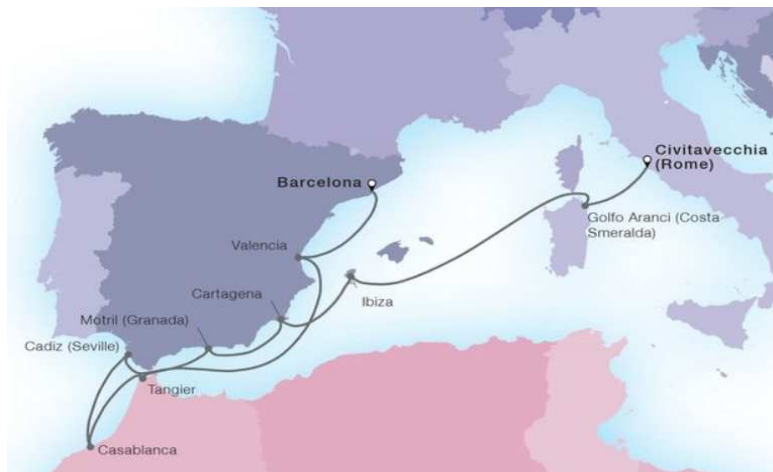 Civitavecchia
(Rome)
Barcelona
Golfo Aranci (Costa
Smeralda)
Valencia
Cartagena
Ibiza
Motril (Granada)
Cadiz (Seville)
Tangier
Casablanca